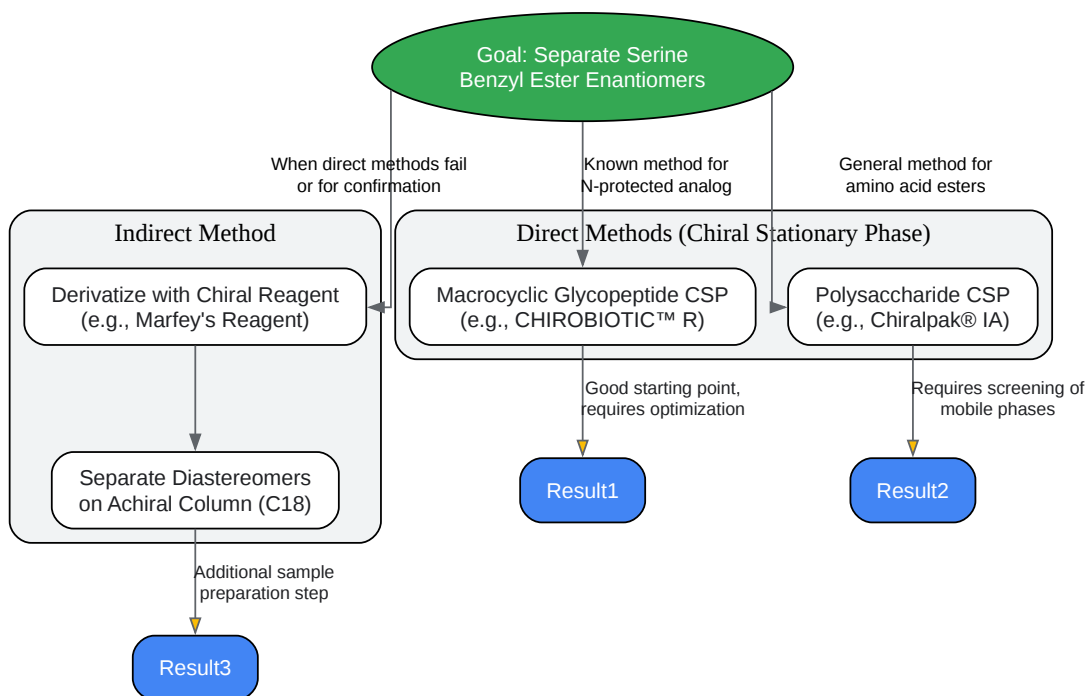 Goal: Separate Serine
Benzyl Ester Enantiomers
When direct methods fail
or for confirmation
Known method for
N-protected analog
General method for
amino acid esters
Indirect Method
Direct Methods (Chiral Stationary Phase)
Derivatize with Chiral Reagent
(e.g., Marfey's Reagent)
Macrocyclic Glycopeptide CSP
(e.g., CHIROBIOTIC™ R)
Polysaccharide CSP
(e.g., Chiralpak® IA)
Good starting point,
requires optimization
Requires screening of
mobile phases
Separate Diastereomers
on Achiral Column (C18)
Result1
Result2
Additional sample
preparation step
Result3